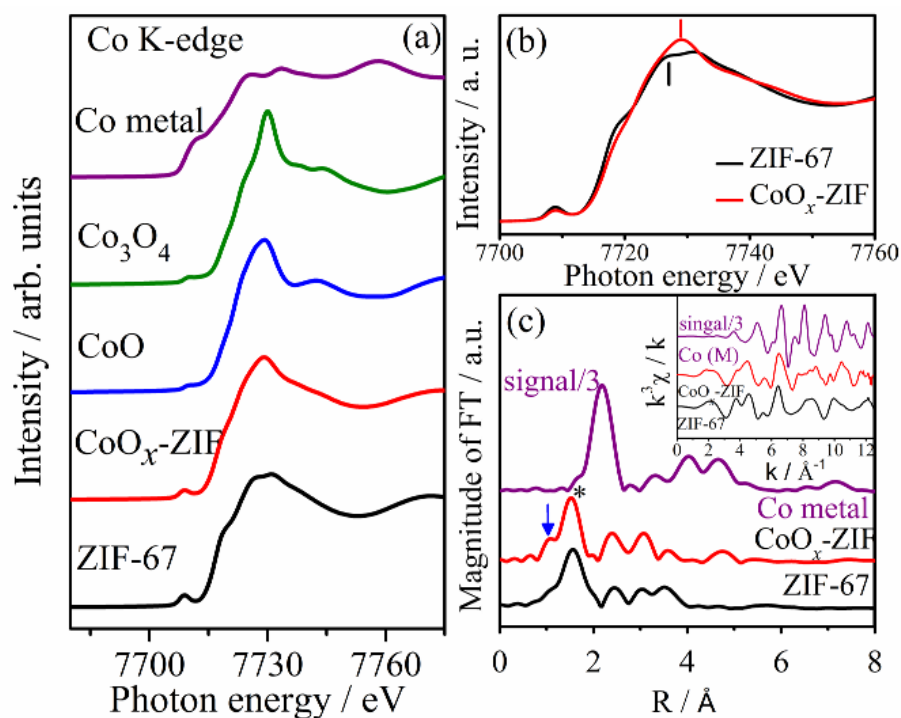 (a)
Co K-edge
Co metal
Co₃O₄
CoO
CoOₓ-ZIF
ZIF-67
Intensity / arb. units
7700 7730 7760
Photon energy / eV
(b)
Intensity / a. u.
ZIF-67
CoOₓ-ZIF
7700 7720 7740 7760
Photon energy / eV
(c)
signal/3
*
Co metal
CoOₓ-ZIF
ZIF-67
Magnitude of FT / a.u.
0 2 4 6 8
R / Å
singal/3
Co (M)
CoOₓ-ZIF
ZIF-67
k³χ / k
0 2 4 6 8 10 12
k / Å⁻¹